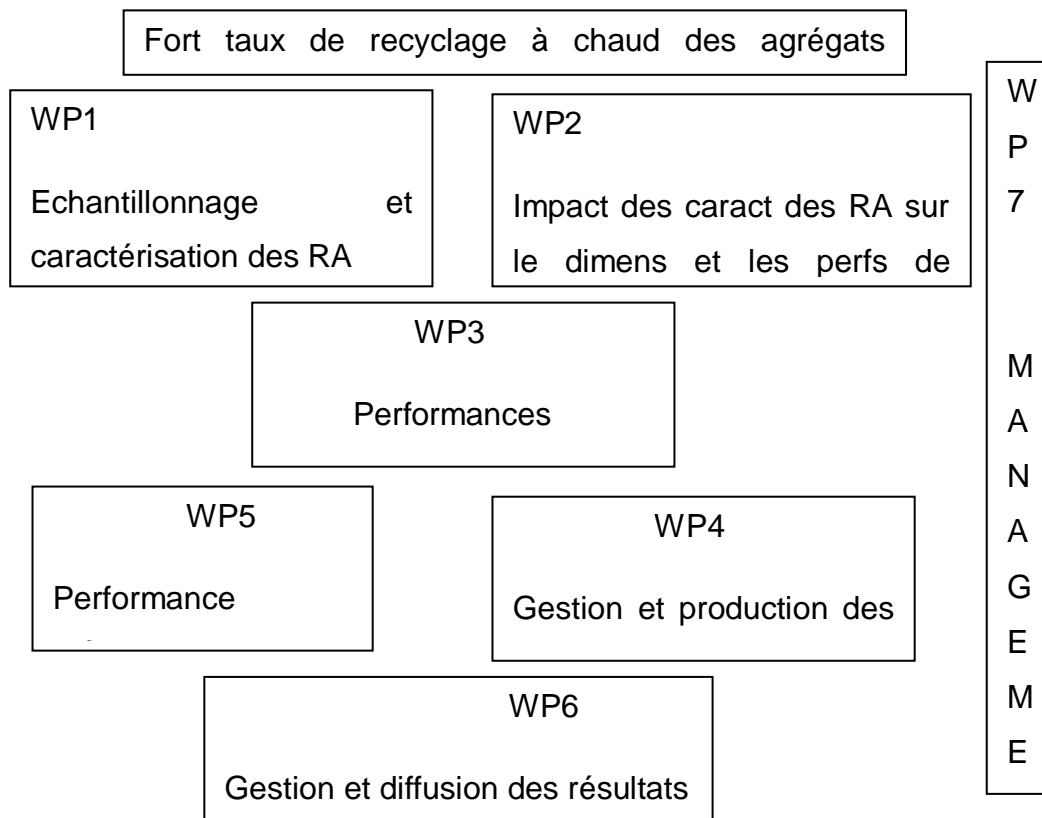 Fort taux de recyclage à chaud des agrégats
WP1
Echantillonnage et
caractérisation des RA
WP2
Impact des caract des RA sur
le dimens et les perfs de
WP3
Performances
WP5
Performance
WP4
Gestion et production des
WP6
Gestion et diffusion des résultats
W
P
7
M
A
N
A
G
E
M
E